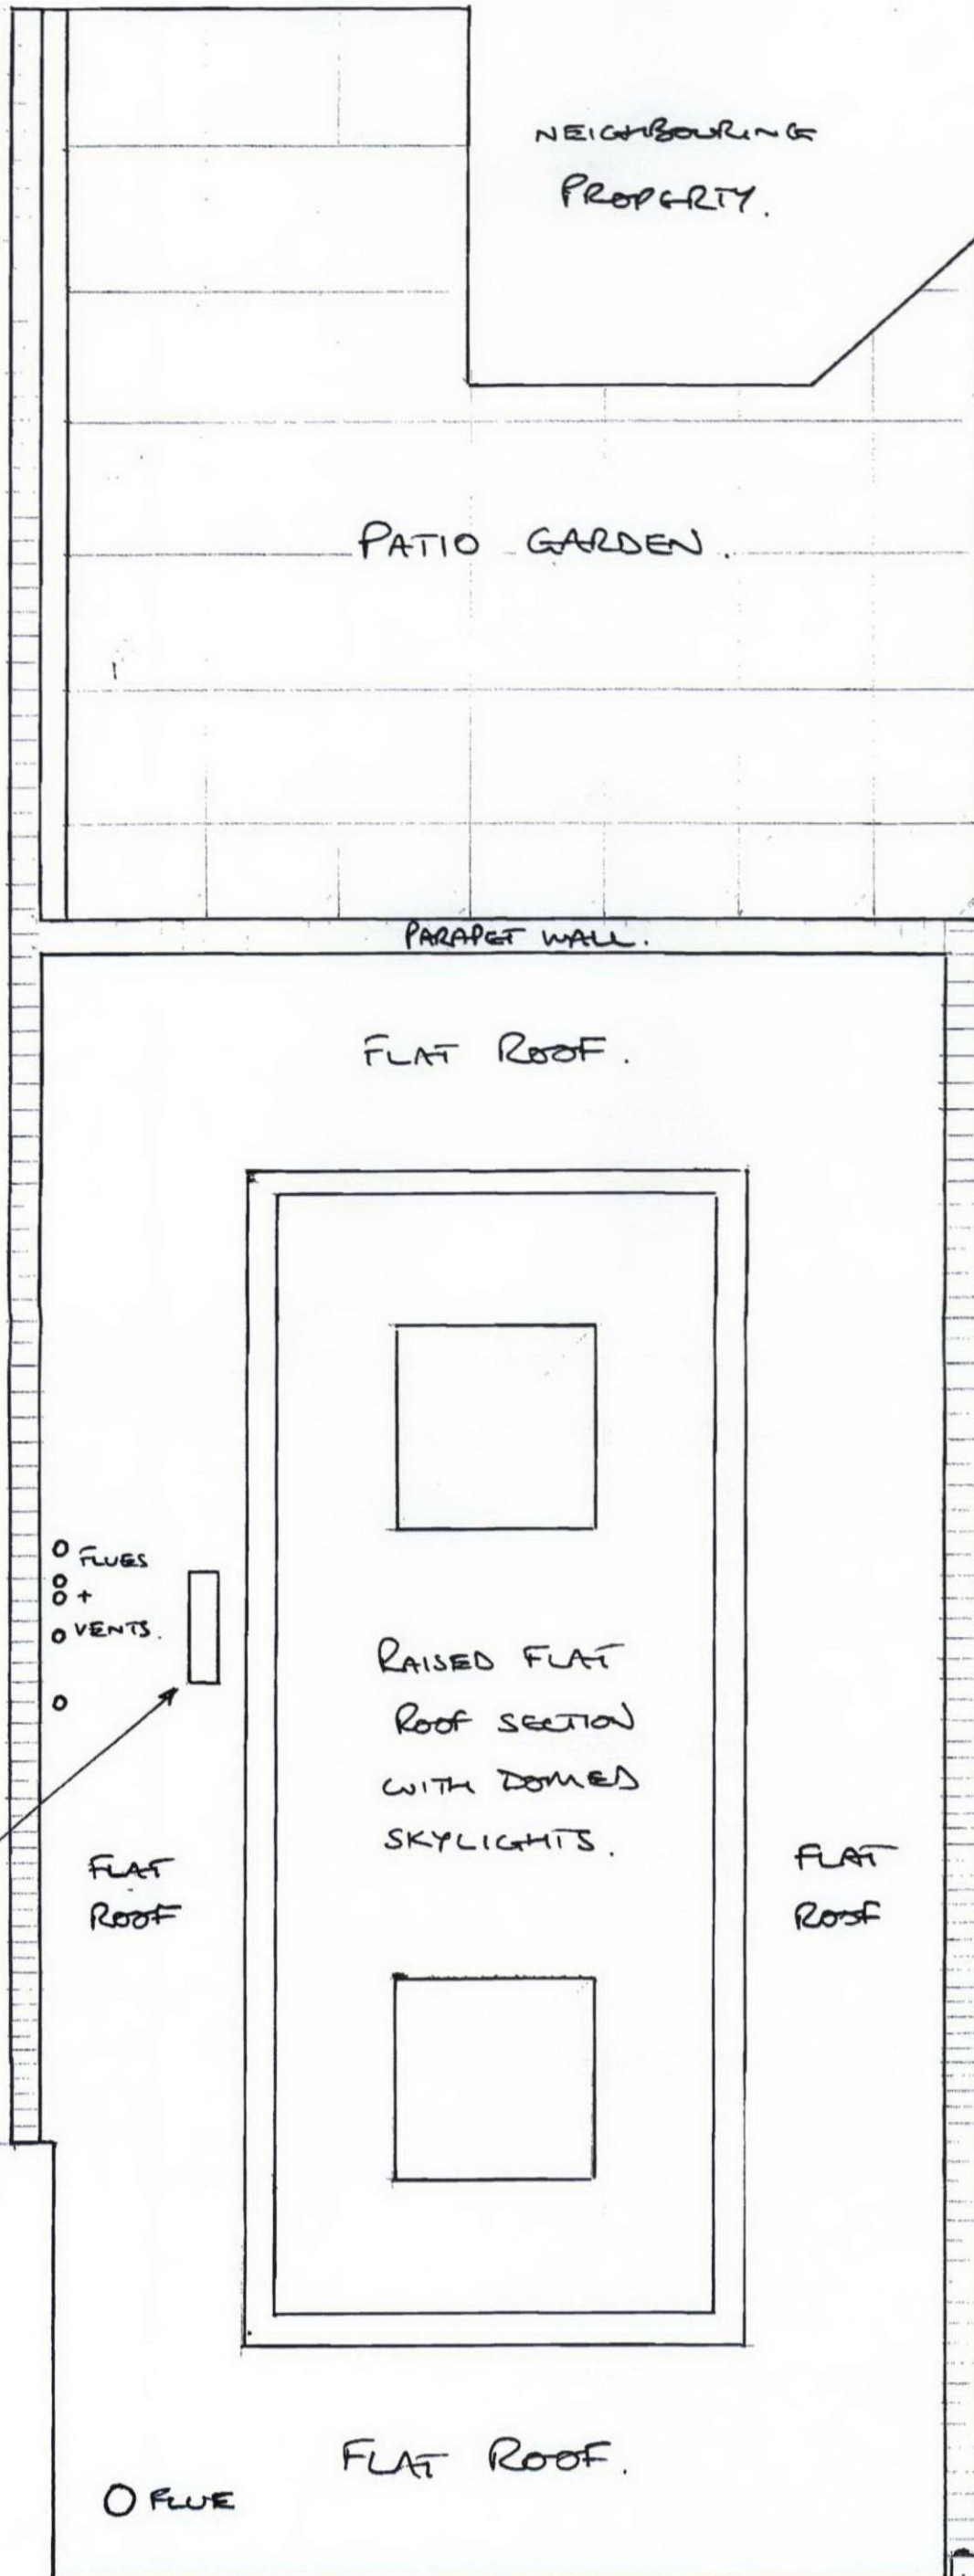 NEIGHBOURING
PROPERTY.
PATIO GARDEN.
PARAPET WALL.
FLAT ROOF.
FLUES
+
VENTS.
RAISED FLAT
ROOF SECTION
WITH DOMED
SKYLIGHTS.
FLAT
ROOF
FLAT
ROOF
FLAT ROOF.
FLUE